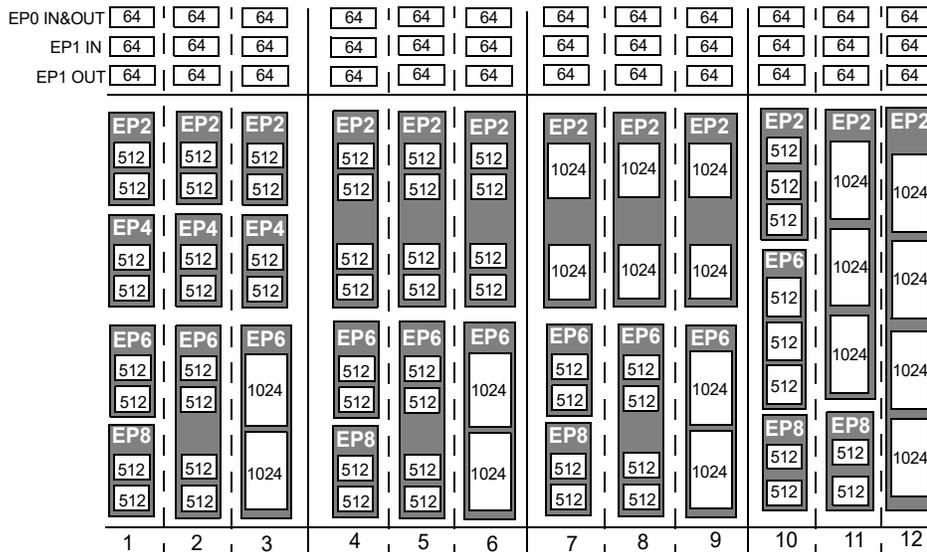 EP0 IN&OUT 64 64 64 64 64 64 64 64 64 64 64 64
EP1 IN 64 64 64 64 64 64 64 64 64 64 64 64
EP1 OUT 64 64 64 64 64 64 64 64 64 64 64 64
EP2 EP2 EP2 EP2 EP2 EP2 EP2 EP2 EP2 EP2 EP2 EP2
512 512 512 512 512 512 1024 1024 1024 512 1024 1024
512 512 512 512 512 512 512
512
EP4 EP4 EP4
512 512 512 512 512 512 1024 1024 1024 EP6 1024 1024
512 512 512 512 512 512 512
EP6 EP6 EP6 EP6 EP6 EP6 EP6 EP6 EP6 512 1024
512 512 1024 512 512 1024 512 512 1024 512 1024
512 512 512 512 512 512
EP8 EP8 EP8 EP8 EP8
512 512 1024 512 512 1024 512 512 1024 512 512 1024
512 512 512 512 512 512 512 512
1 2 3 4 5 6 7 8 9 10 11 12